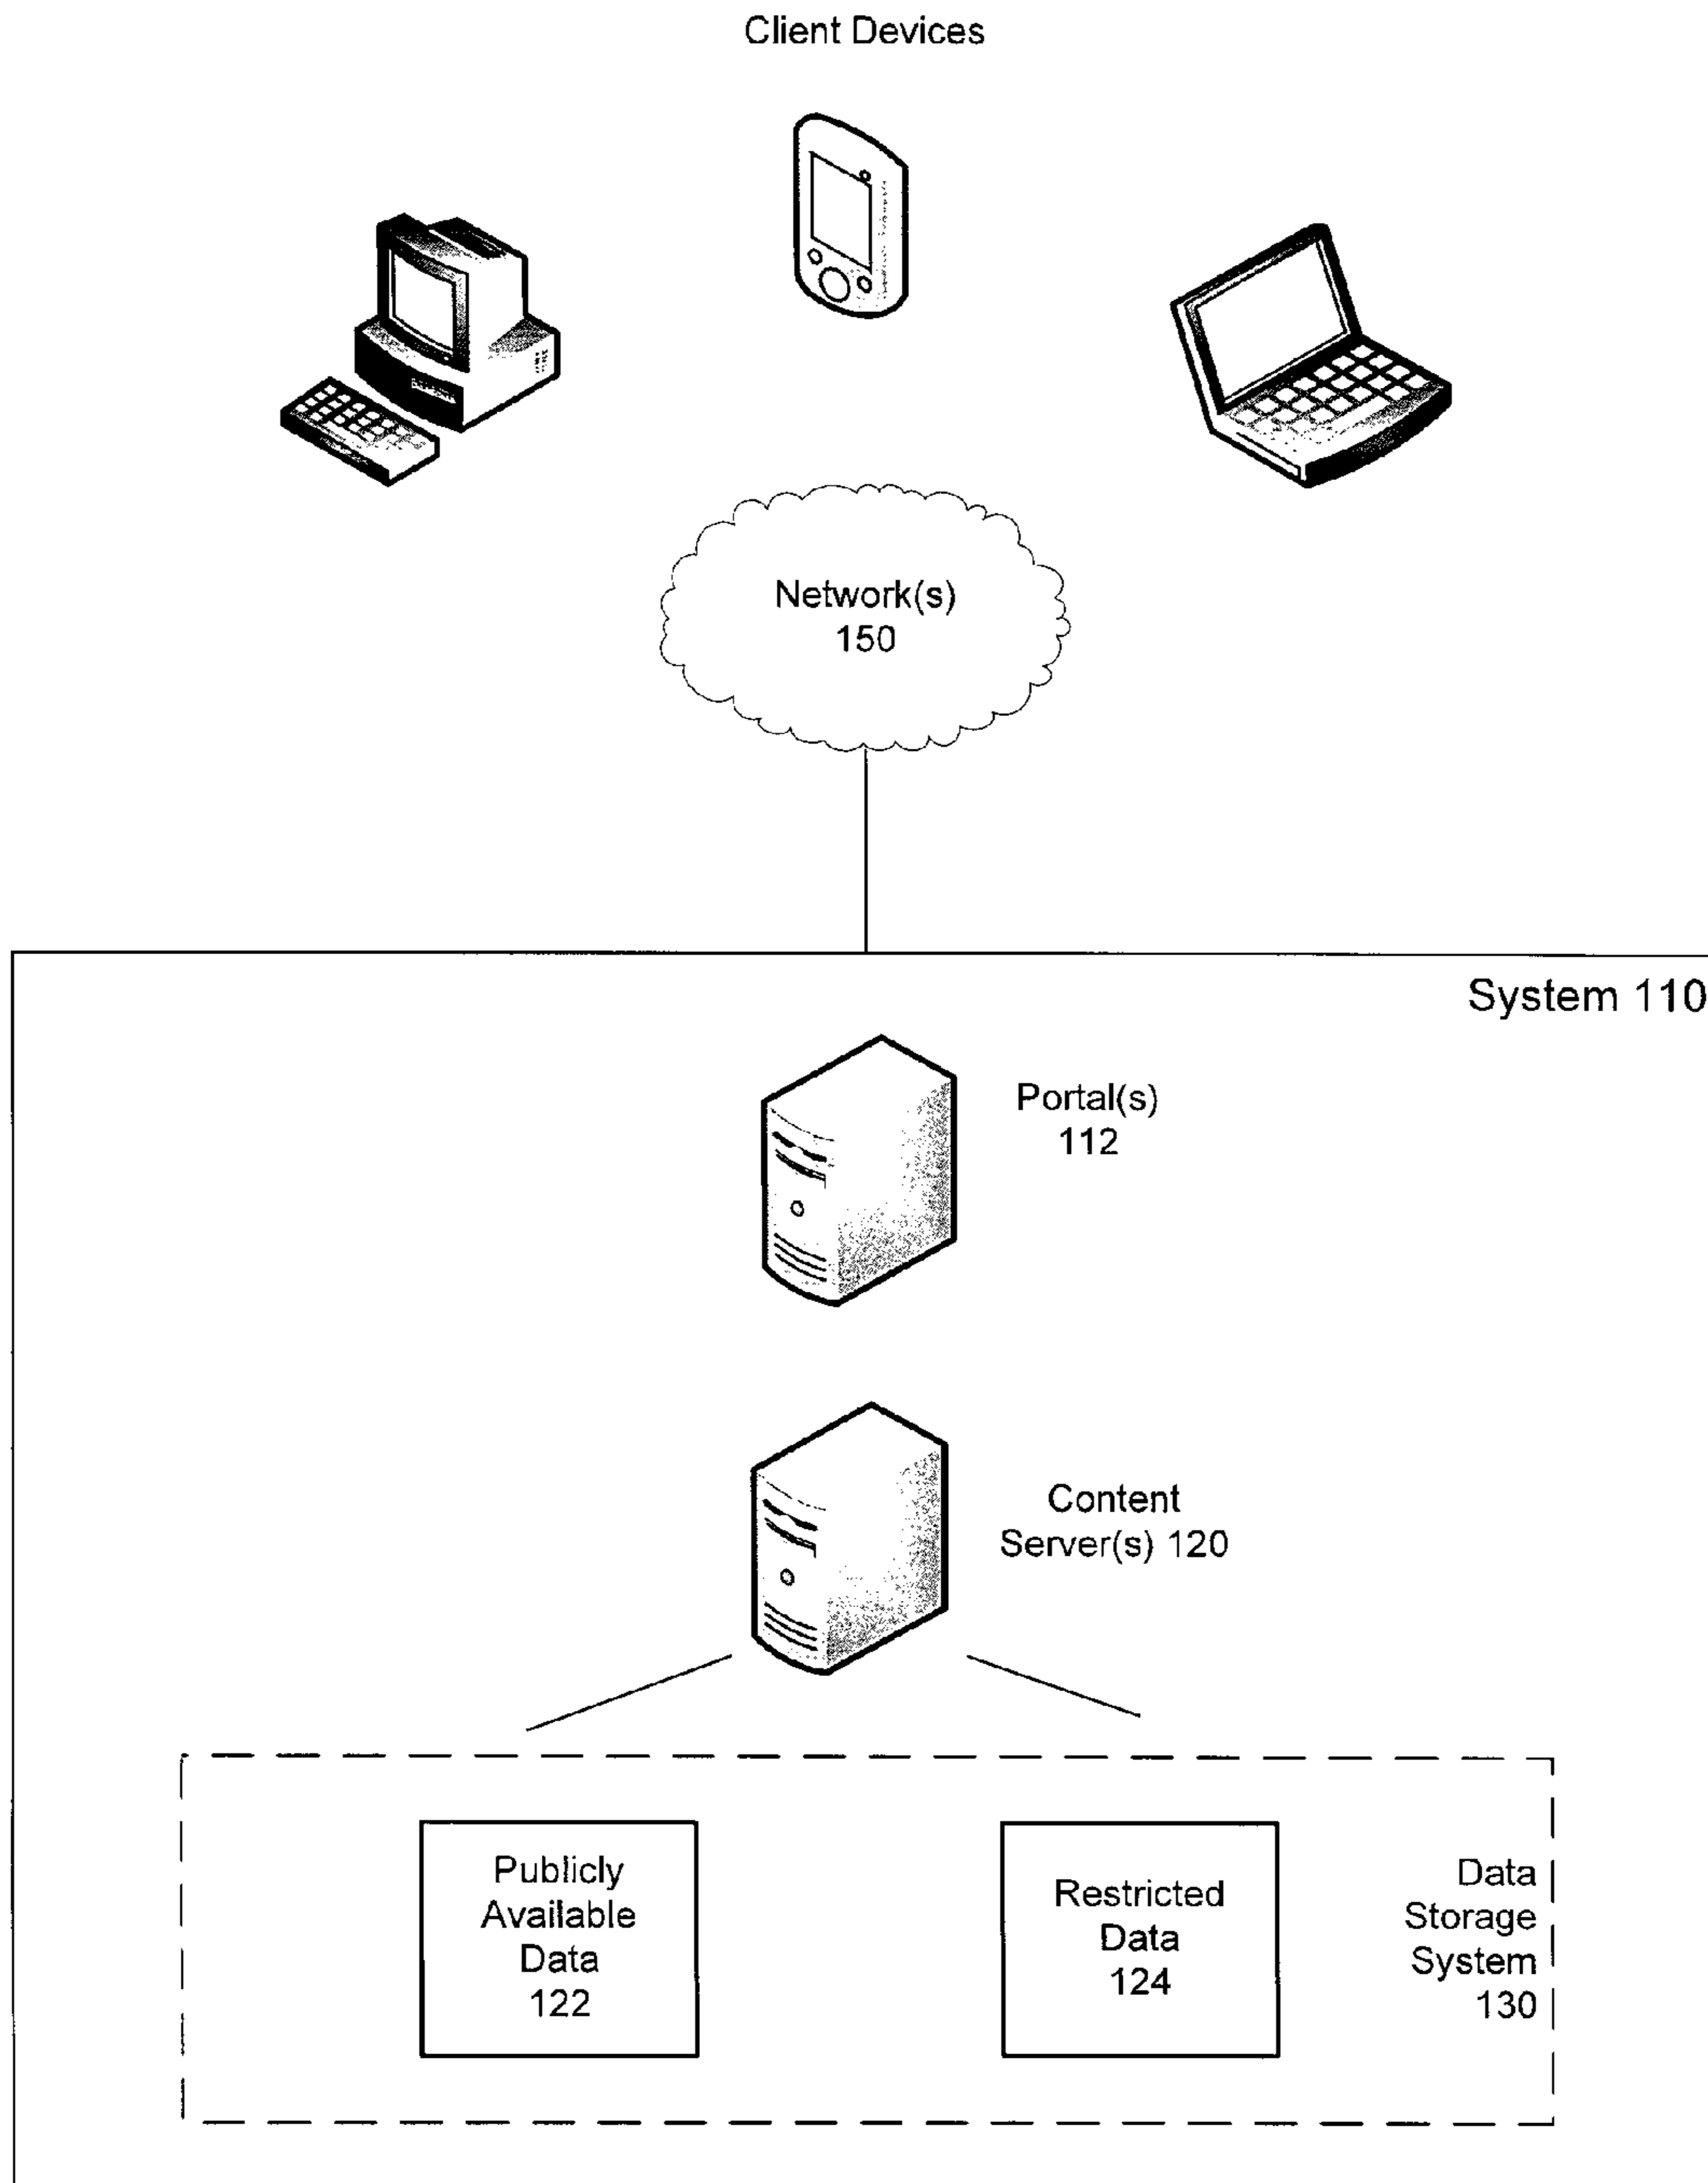 Client Devices
Network(s)
150
System 110
Portal(s)
112
Content
Server(s) 120
Publicly
Available
Data
122
Restricted
Data
124
Data
Storage
System
130